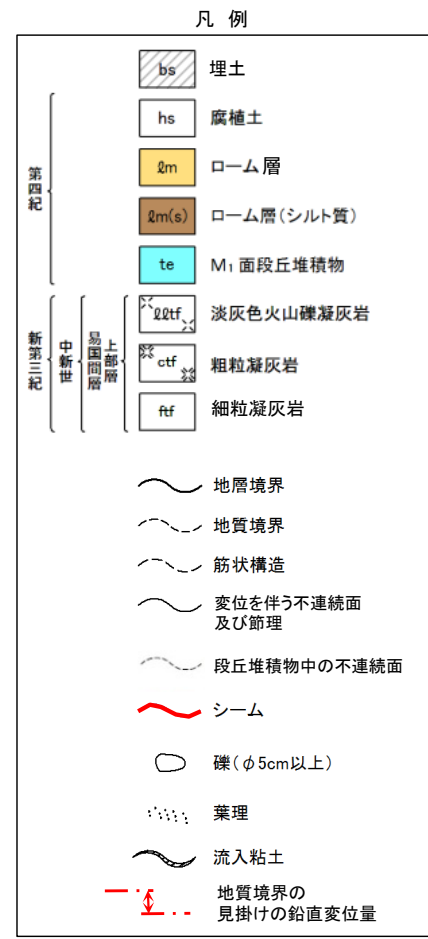 凡 例
bs 埋土
第四紀
hs 腐植土
ℓm ローム層
ℓm(s) ローム層(シルト質)
te M₁面段丘堆積物
新第三紀
中新世
易国間層
上部層
ℓℓtf 淡灰色火山礫凝灰岩
ctf 粗粒凝灰岩
ftf 細粒凝灰岩
地層境界
地質境界
筋状構造
変位を伴う不連続面
及び節理
段丘堆積物中の不連続面
シーム
礫(φ5cm以上)
葉理
流入粘土
地質境界の
見掛けの鉛直変位量